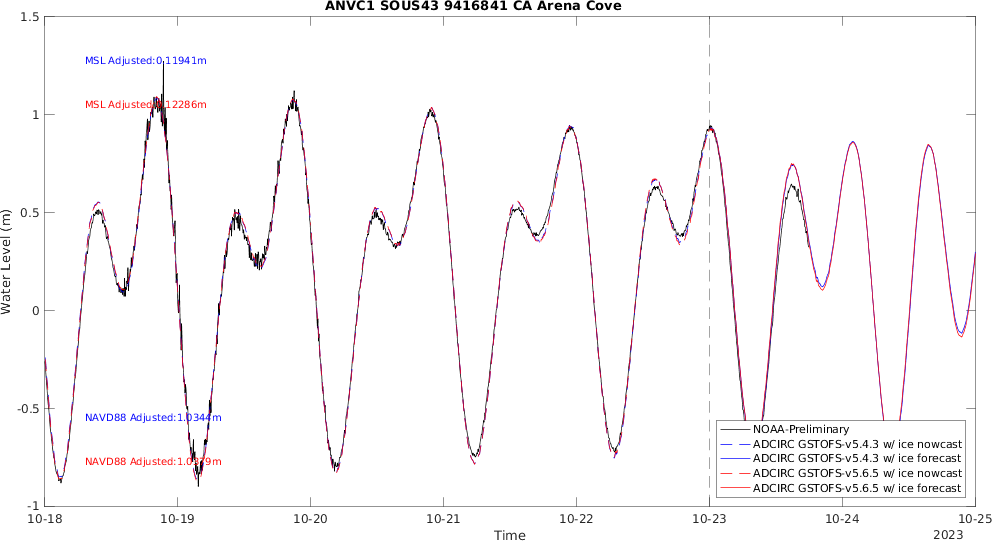 ANVC1 SOUS43 9416841 CA Arena Cove
1.5
MSL Adjusted:0.11941m
MSL Adjusted:0.12286m
1
0.5
Water Level (m)
0
-0.5
NAVD88 Adjusted:1.0344m
NAVD88 Adjusted:1.0379m
-1
NOAA-Preliminary
ADCIRC GSTOFS-v5.4.3 w/ ice nowcast
ADCIRC GSTOFS-v5.4.3 w/ ice forecast
ADCIRC GSTOFS-v5.6.5 w/ ice nowcast
ADCIRC GSTOFS-v5.6.5 w/ ice forecast
10-18 10-19 10-20 10-21 10-22 10-23 10-24 10-25
Time
2023